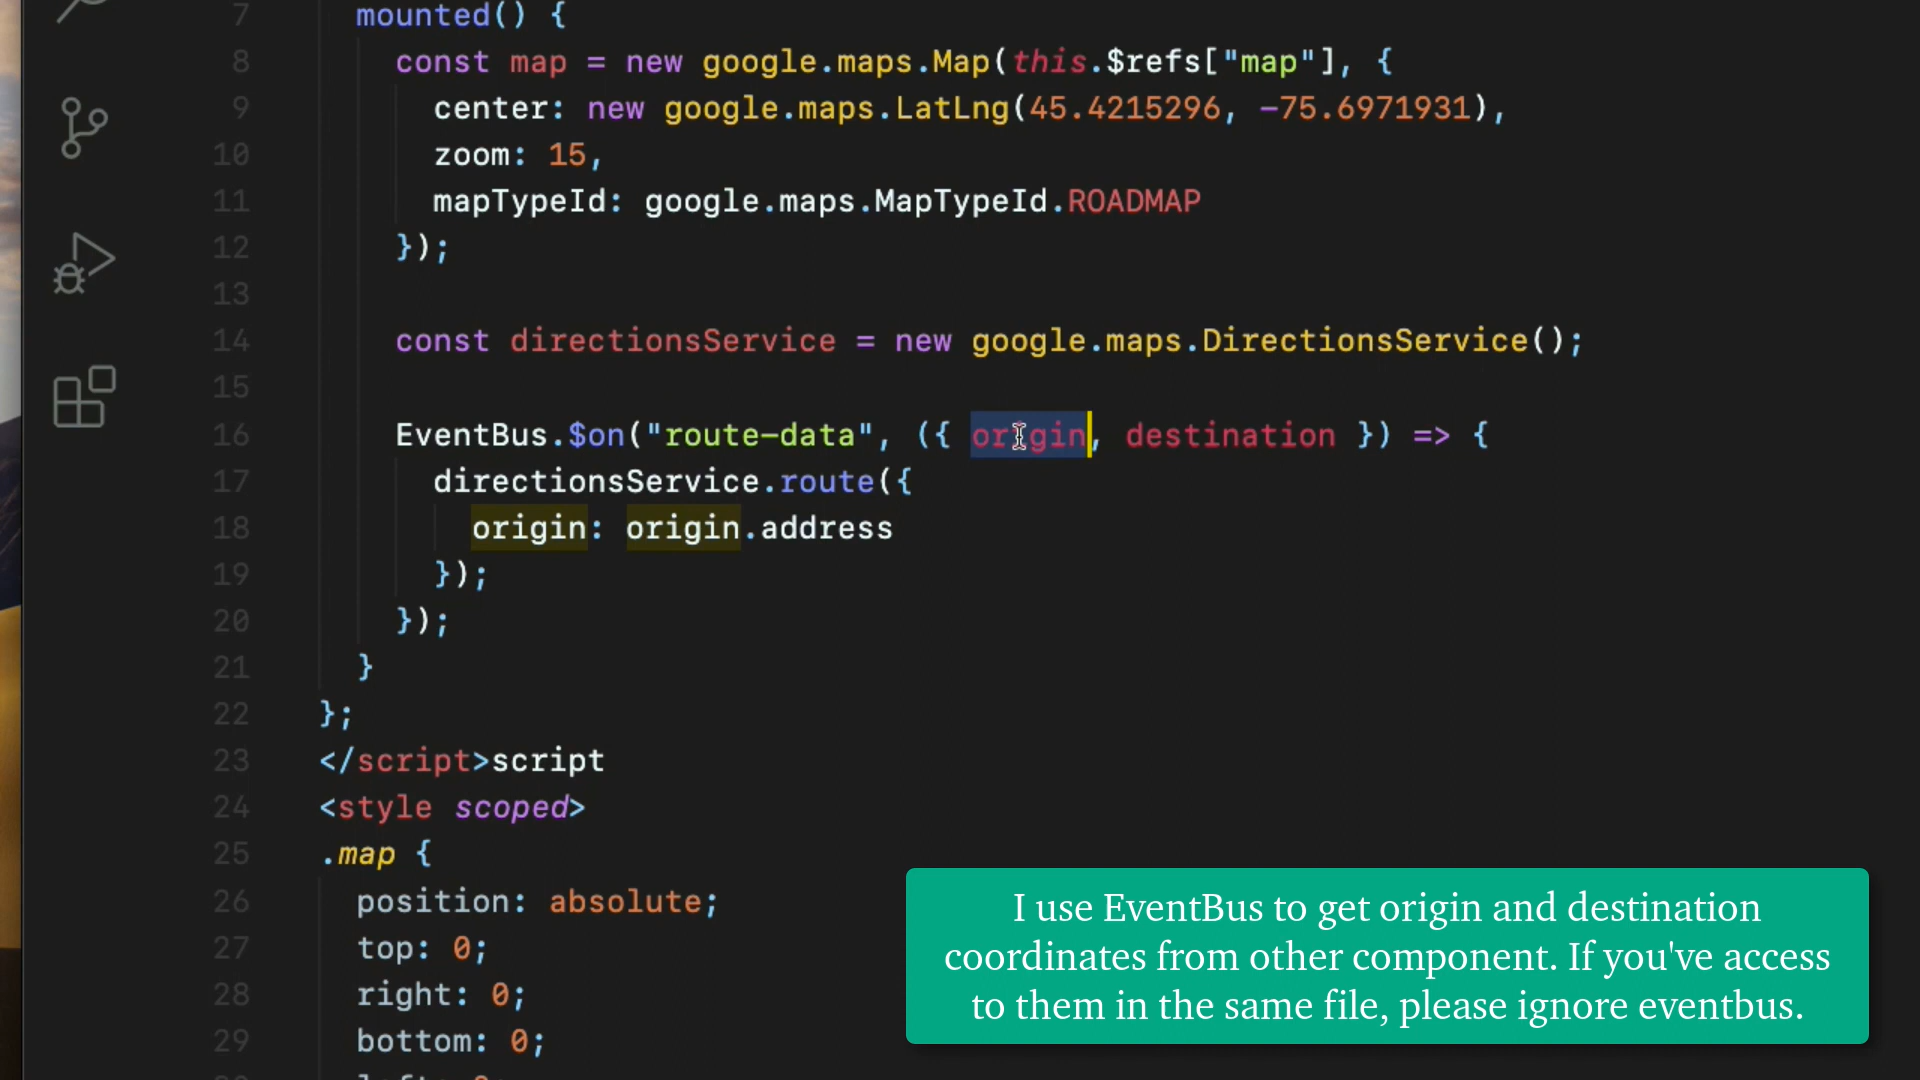 7 mounted() {
8 const map = new google.maps.Map(this.$refs["map"], {
9 center: new google.maps.LatLng(45.4215296, -75.6971931),
10 zoom: 15,
11 mapTypeId: google.maps.MapTypeId.ROADMAP
12 });
13
14 const directionsService = new google.maps.DirectionsService();
15
16 EventBus.$on("route-data", ({ origin, destination }) => {
17 directionsService.route({
18 origin: origin.address
19 });
20 });
21 }
22 };
23 </script>script
24 <style scoped>
25 .map {
26 position: absolute;
27 top: 0;
28 right: 0;
29 bottom: 0;
I use EventBus to get origin and destination
coordinates from other component. If you've access
to them in the same file, please ignore eventbus.